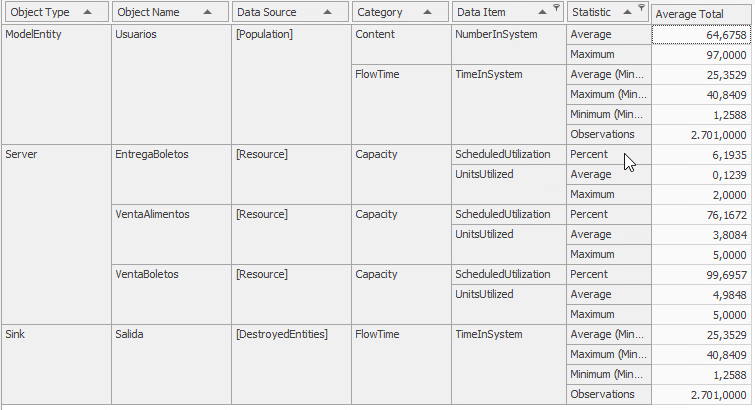 Object Type Object Name Data Source Category Data Item Statistic Average Total
ModelEntity Usuarios [Population] Content NumberInSystem Average 64,6758
Maximum 97,0000
FlowTime TimeInSystem Average (Min... 25,3529
Maximum (Min... 40,8409
Minimum (Min... 1,2588
Observations 2.701,0000
Server EntregaBoletos [Resource] Capacity ScheduledUtilization Percent 6,1935
UnitsUtilized Average 0,1239
Maximum 2,0000
VentaAlimentos [Resource] Capacity ScheduledUtilization Percent 76,1672
UnitsUtilized Average 3,8084
Maximum 5,0000
VentaBoletos [Resource] Capacity ScheduledUtilization Percent 99,6957
UnitsUtilized Average 4,9848
Maximum 5,0000
Sink Salida [DestroyedEntities] FlowTime TimeInSystem Average (Min... 25,3529
Maximum (Min... 40,8409
Minimum (Min... 1,2588
Observations 2.701,0000